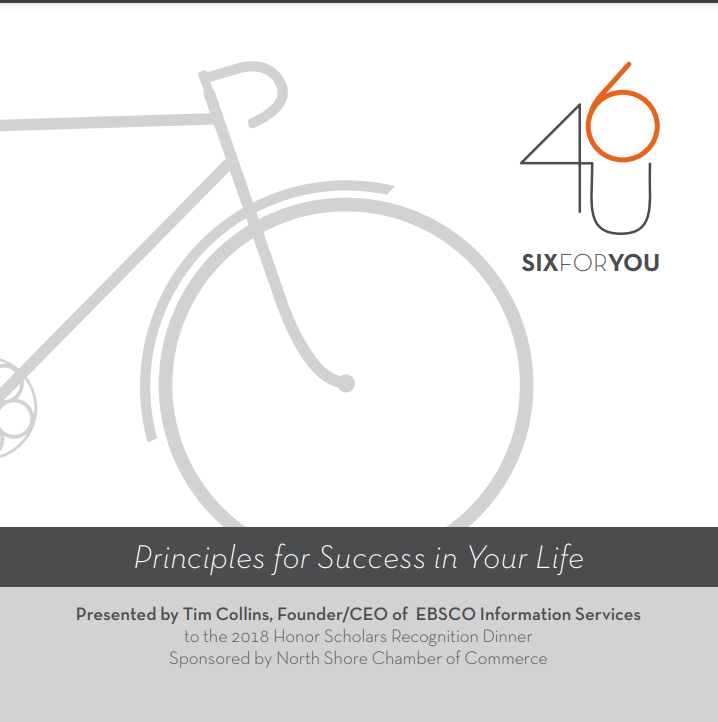 46U
SIXFORYOU
Principles for Success in Your Life
Presented by Tim Collins, Founder/CEO of EBSCO Information Services
to the 2018 Honor Scholars Recognition Dinner
Sponsored by North Shore Chamber of Commerce